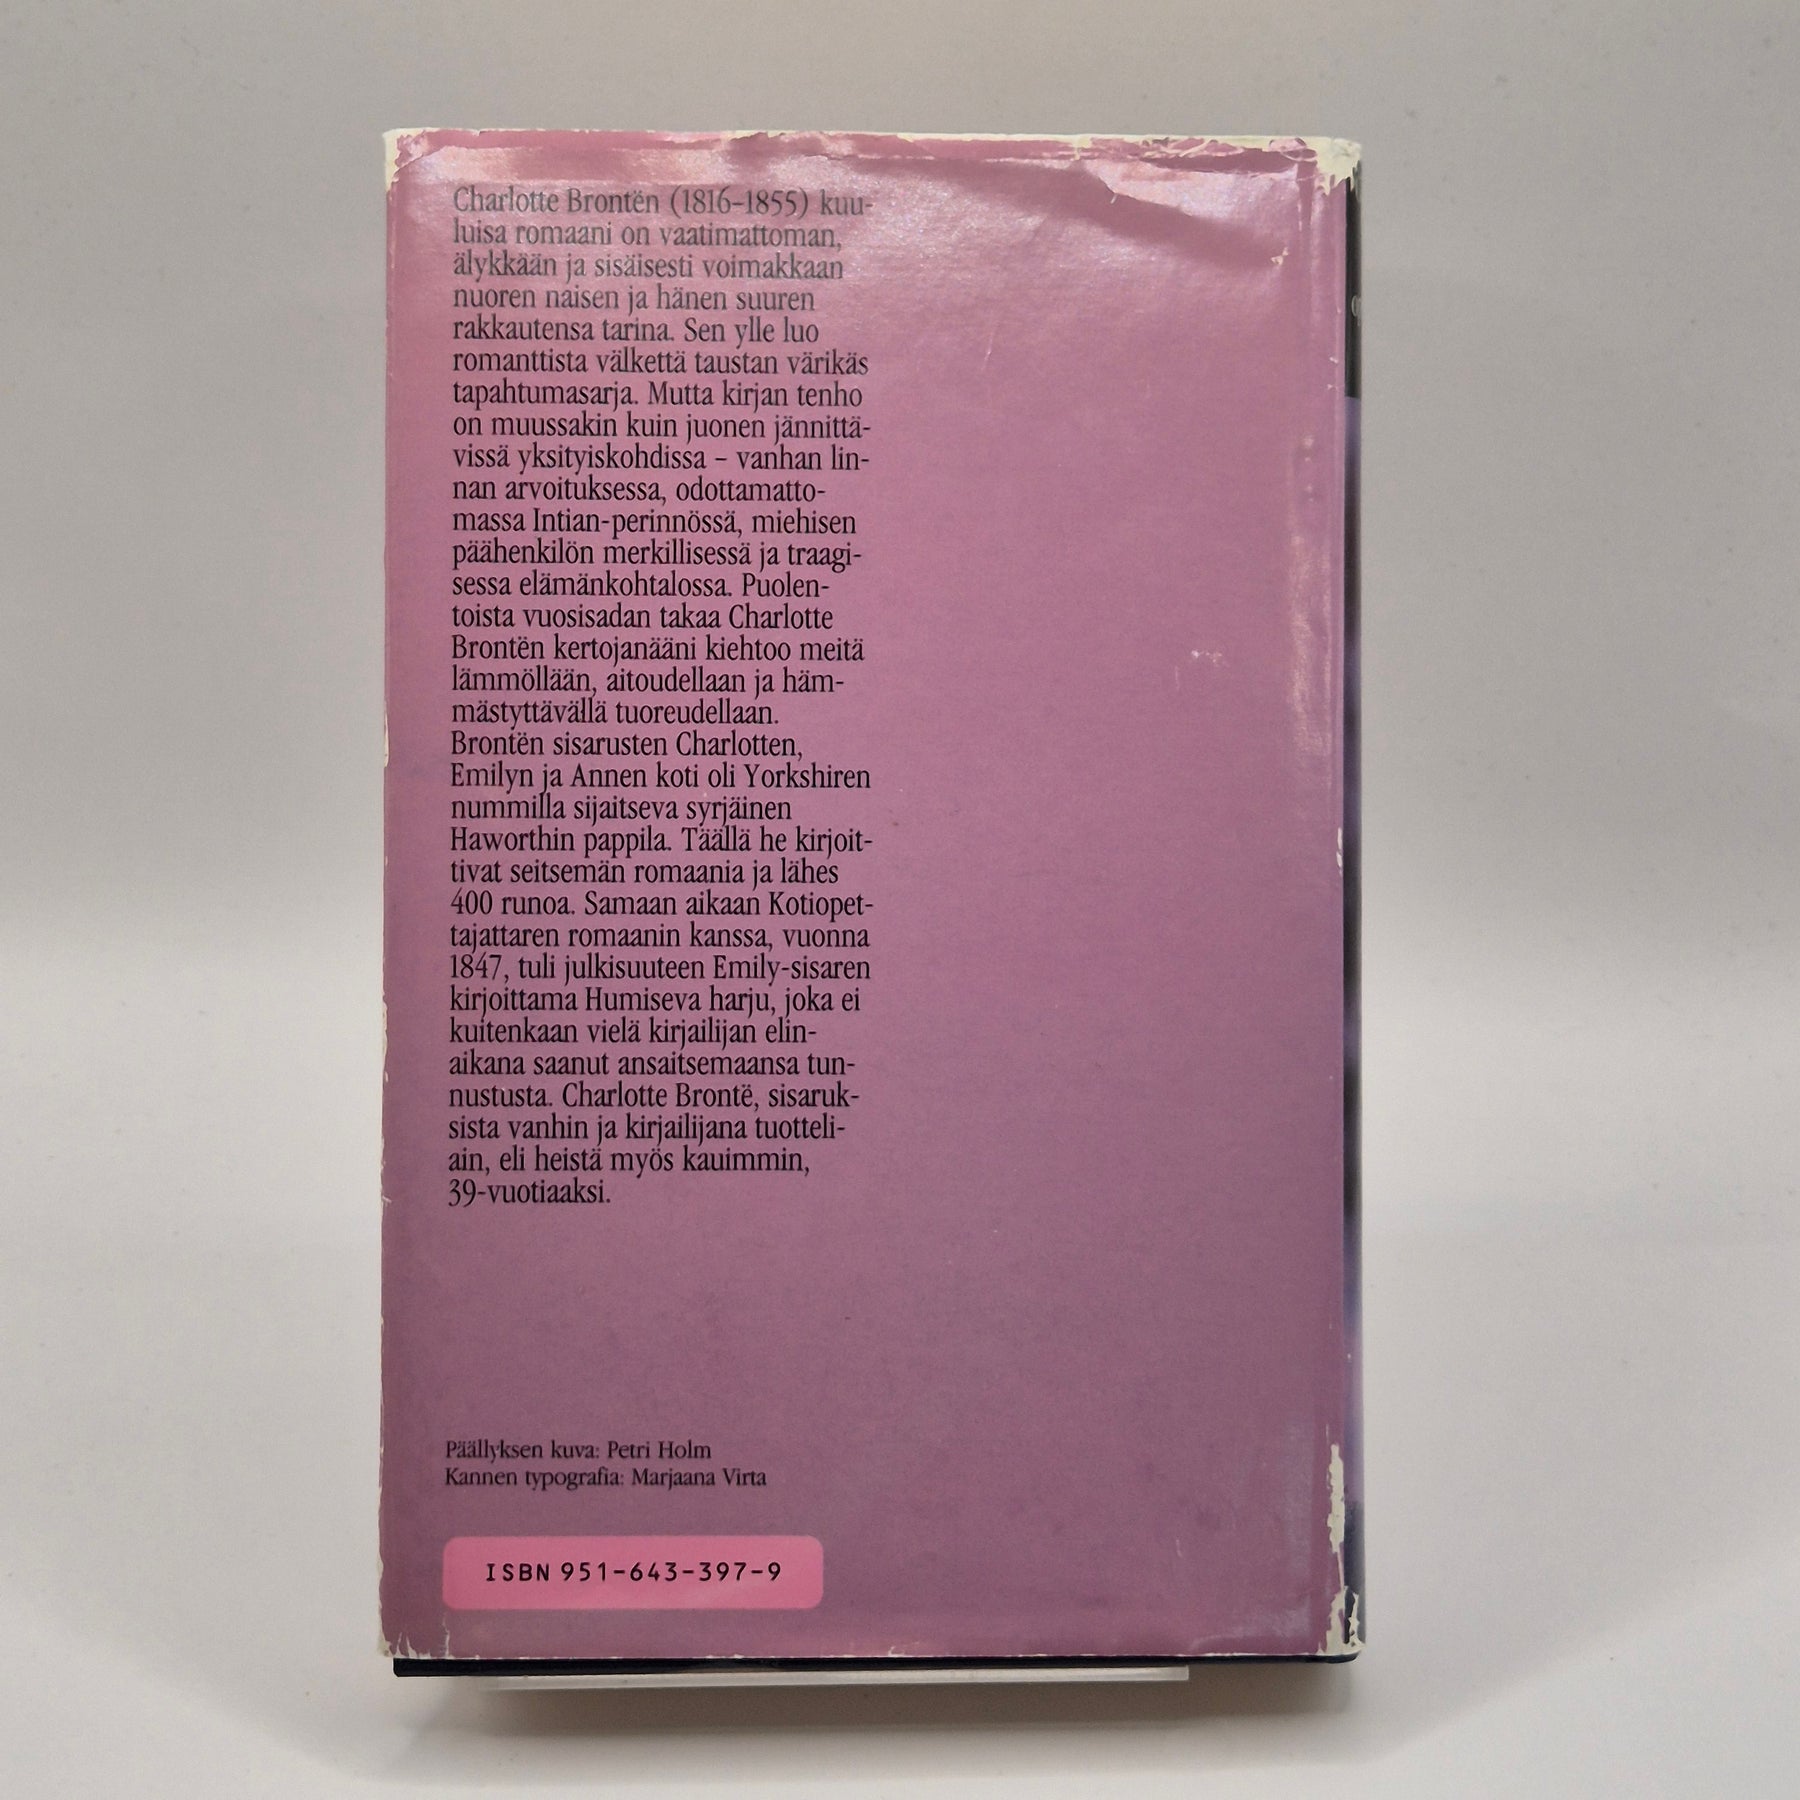 Charlotte Brontën (1816–1855) kuu-
luisa romaani on vaatimattoman,
älykkään ja sisäisesti voimakkaan
nuoren naisen ja hänen suuren
rakkautensa tarina. Sen ylle luo
romanttista välkettä taustan värikäs
tapahtumasarja. Mutta kirjan tenho
on muussakin kuin juonen jännittä-
vissä yksityiskohdissa – vanhan lin-
nan arvoituksessa, odottamatto-
massa Intian-perinnössä, miehisen
päähenkilön merkillisessä ja traagi-
sessa elämänkohtalossa. Puolen-
toista vuosisadan takaa Charlotte
Brontën kertojanääni kiehtoo meitä
lämmöllään, aitoudellaan ja häm-
mästyttävällä tuoreudellaan.
Brontën sisarusten Charlotten,
Emilyn ja Annen koti oli Yorkshiren
nummilla sijaitseva syrjäinen
Haworthin pappila. Täällä he kirjoit-
tivat seitsemän romaania ja lähes
400 runoa. Samaan aikaan Kotiopet-
tajattaren romaanin kanssa, vuonna
1847, tuli julkisuuteen Emily-sisaren
kirjoittama Humiseva harju, joka ei
kuitenkaan vielä kirjailijan elin-
aikana saanut ansaitsemaansa tun-
nustusta. Charlotte Brontë, sisaruk-
sista vanhin ja kirjailijana tuotteli-
ain, eli heistä myös kauimmin,
39-vuotiaaksi.
Päällyksen kuva: Petri Holm
Kannen typografia: Marjaana Virta
ISBN 951-643-397-9